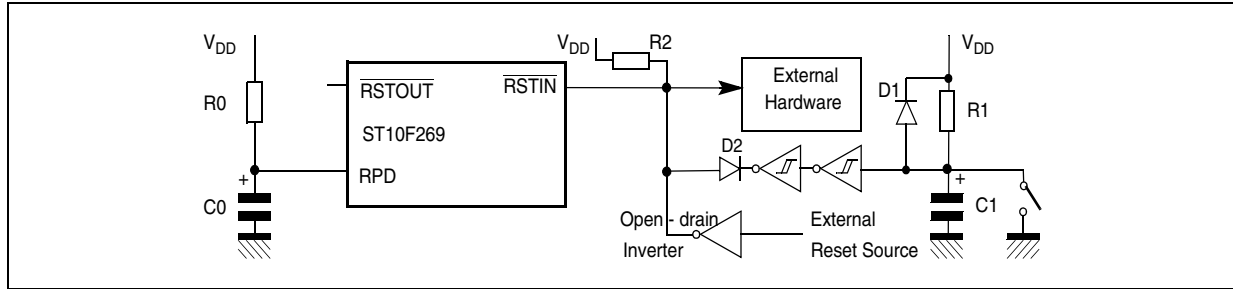 VDD
R0
+
C0
RSTOUT
RSTIN
ST10F269
RPD
VDD
R2
External
Hardware
D2
Open - drain
Inverter
External
Reset Source
D1
VDD
R1
+
C1